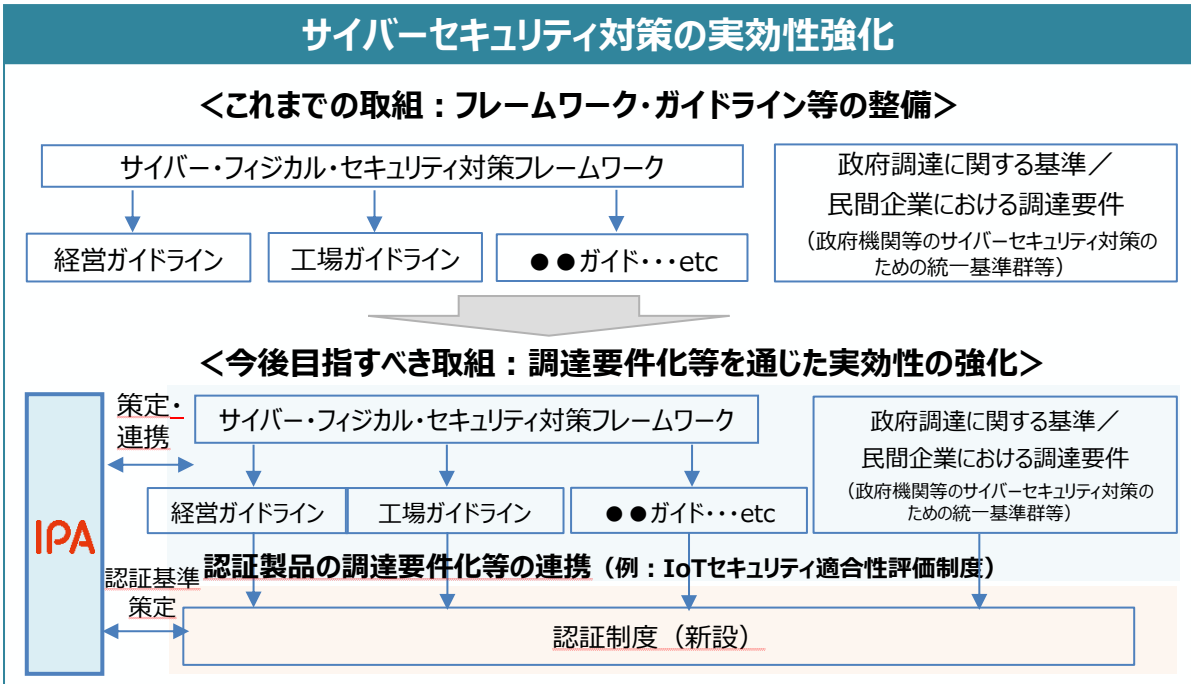 サイバーセキュリティ対策の実効性強化
＜これまでの取組：フレームワーク・ガイドライン等の整備＞
サイバー・フィジカル・セキュリティ対策フレームワーク
経営ガイドライン
工場ガイドライン
●●ガイド・・・etc
政府調達に関する基準／
民間企業における調達要件
（政府機関等のサイバーセキュリティ対策の
ための統一基準群等）
＜今後目指すべき取組：調達要件化等を通じた実効性の強化＞
IPA
策定・
連携
サイバー・フィジカル・セキュリティ対策フレームワーク
経営ガイドライン
工場ガイドライン
●●ガイド・・・etc
政府調達に関する基準／
民間企業における調達要件
（政府機関等のサイバーセキュリティ対策の
ための統一基準群等）
認証製品の調達要件化等の連携（例：IoTセキュリティ適合性評価制度）
認証基準
策定
認証制度（新設）